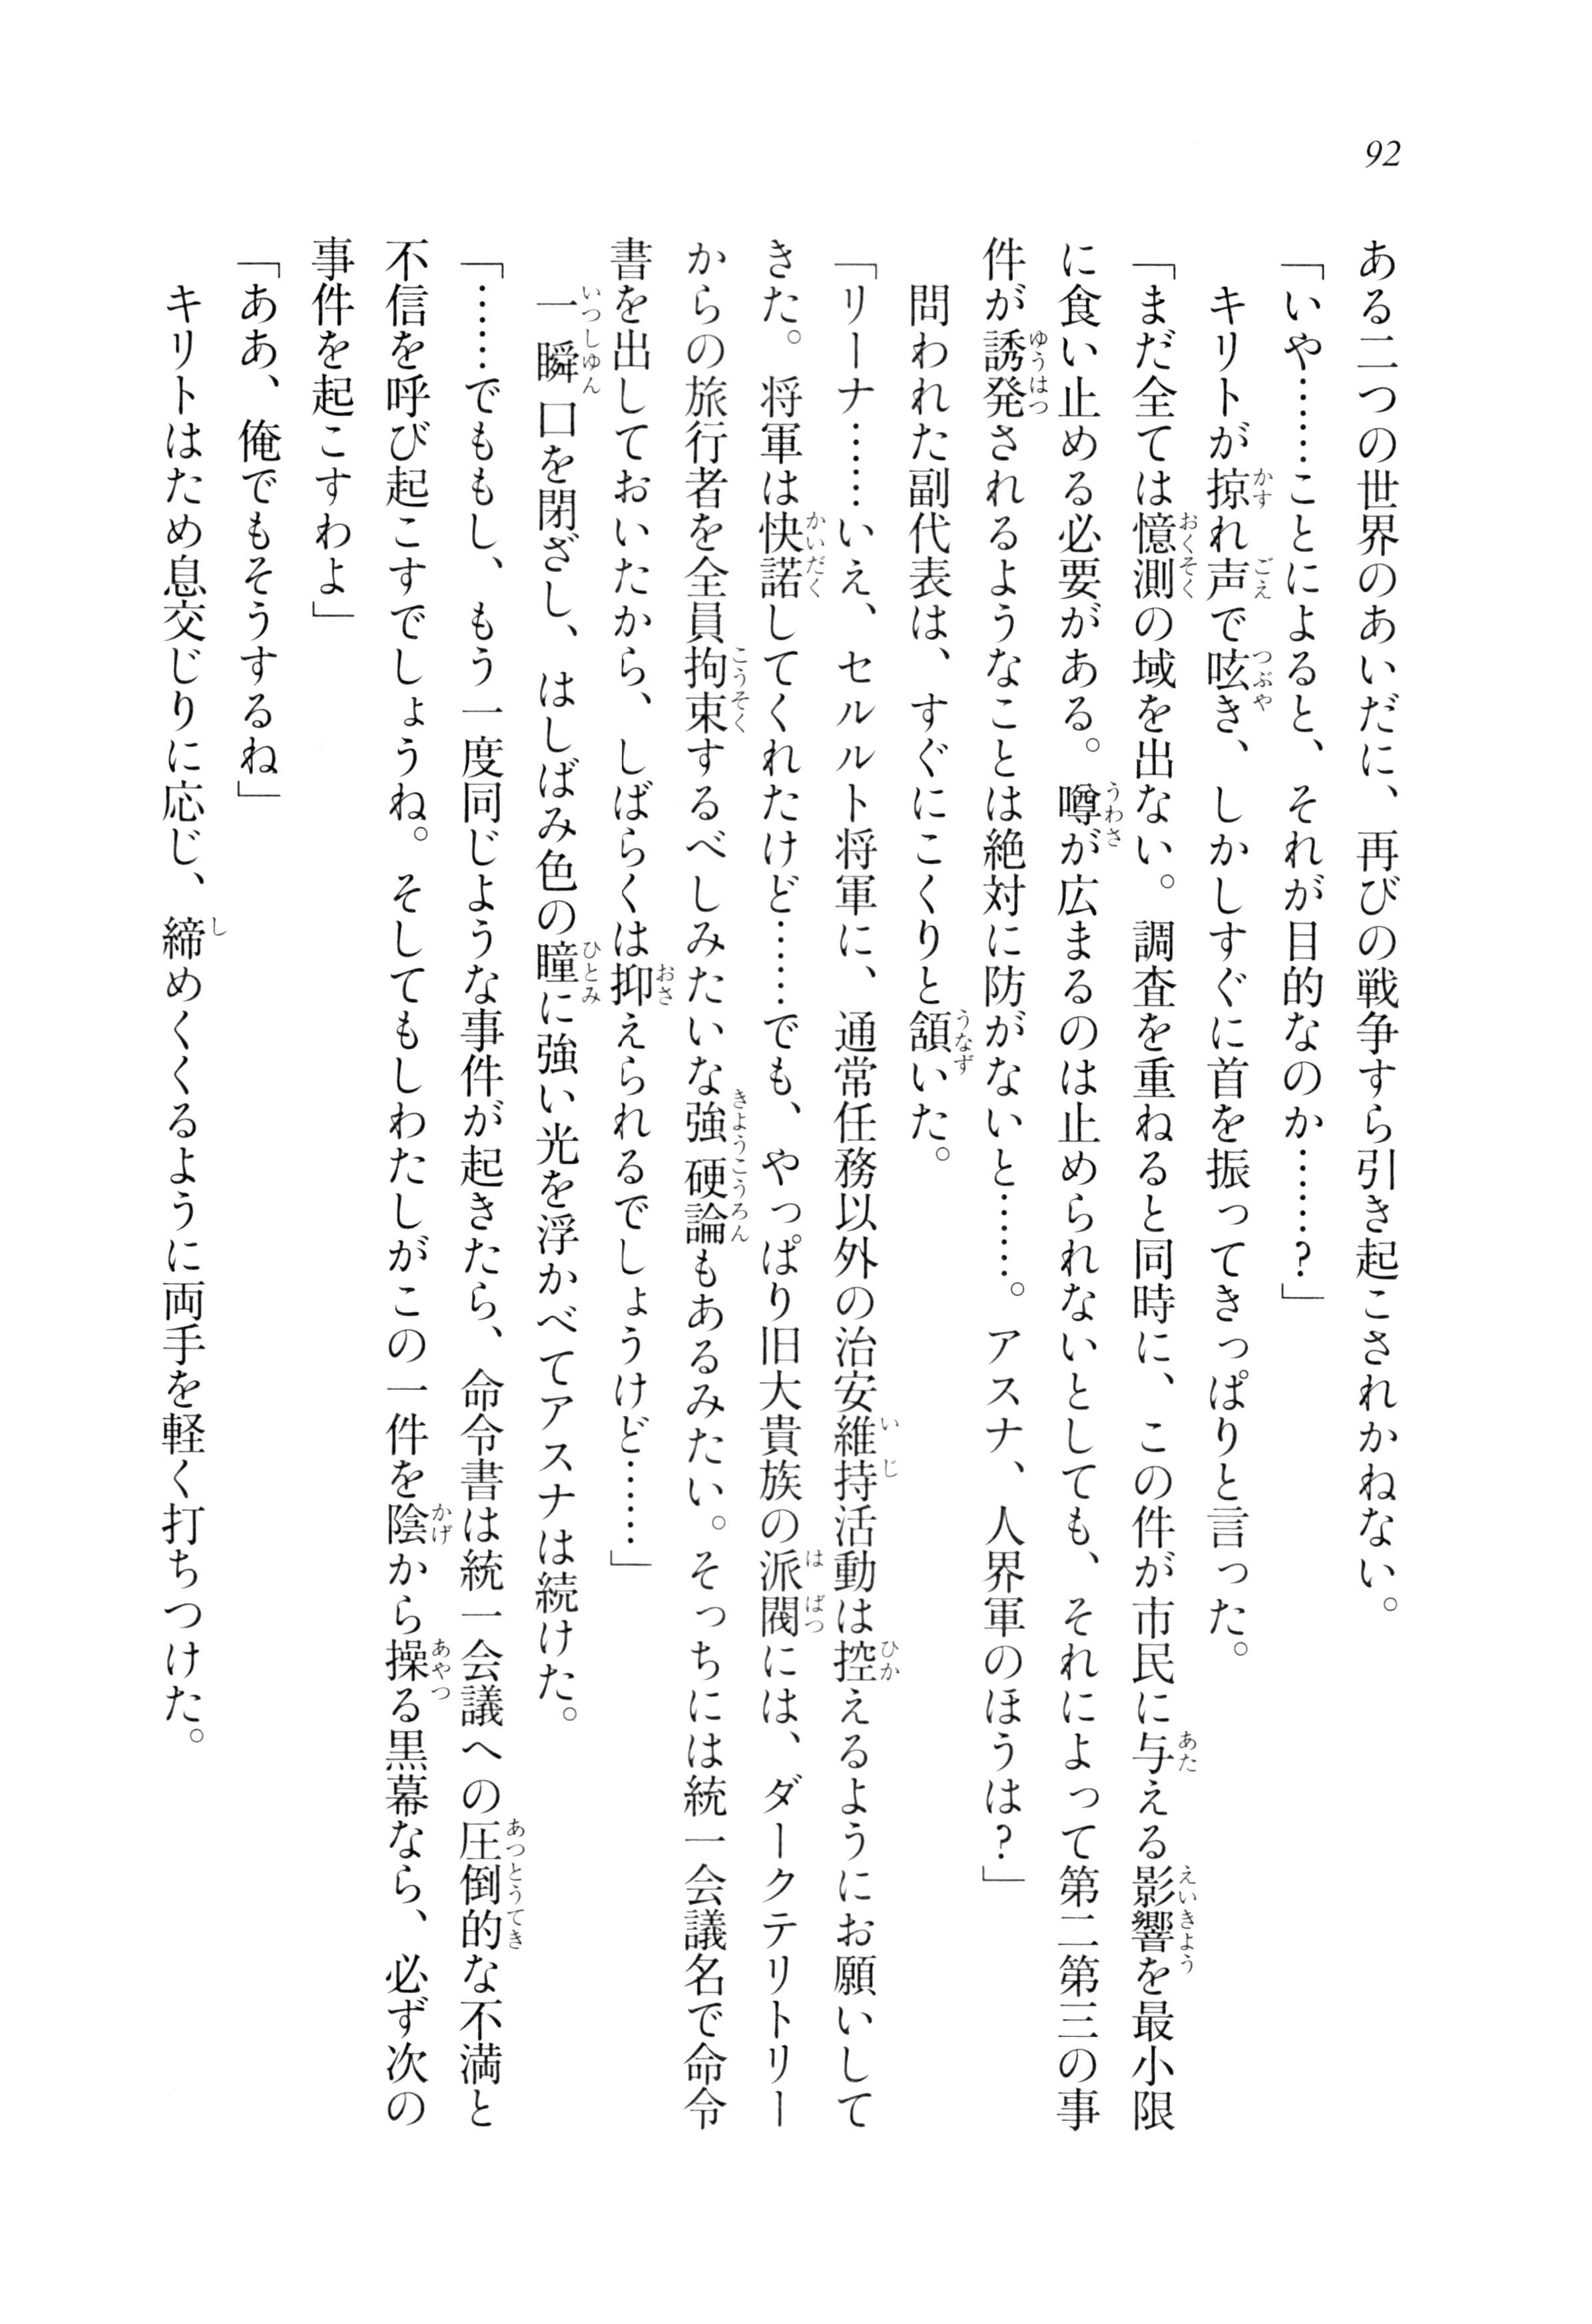 92
ある二つの世界のあいだに、再びの戦争すら引き起こされかねない。
「いや……ことによると、それが目的なのか……?」
キリトが掠れ声で呟き、しかしすぐに首を振ってきっぱりと言った。
「まだ全ては憶測の域を出ない。調査を重ねると同時に、この件が市民に与える影響を最小限
に食い止める必要がある。噂が広まるのは止められないとしても、それによって第二第三の事
件が誘発されるようなことは絶対に防がないと……。アスナ、人界軍のほうは?」
問われた副代表は、すぐにこくりと頷いた。
「リーナ……いえ、セルルト将軍に、通常任務以外の治安維持活動は控えるようにお願いして
きた。将軍は快諾してくれたけど……でも、やっぱり旧大貴族の派閥には、ダークテリトリー
からの旅行者を全員拘束するべしみたいな強硬論もあるみたい。そっちには統一会議名で命令
書を出しておいたから、しばらくは抑えられるでしょうけど……」
一瞬口を閉ざし、はしばみ色の瞳に強い光を浮かべてアスナは続けた。
「……でももし、もう一度同じような事件が起きたら、命令書は統一会議への圧倒的な不満と
不信を呼び起こすでしょうね。そしてもしわたしがこの一件を陰から操る黒幕なら、必ず次の
事件を起こすわよ」
「ああ、俺でもそうするね」
キリトはため息交じりに応じ、締めくくるように両手を軽く打ちつけた。